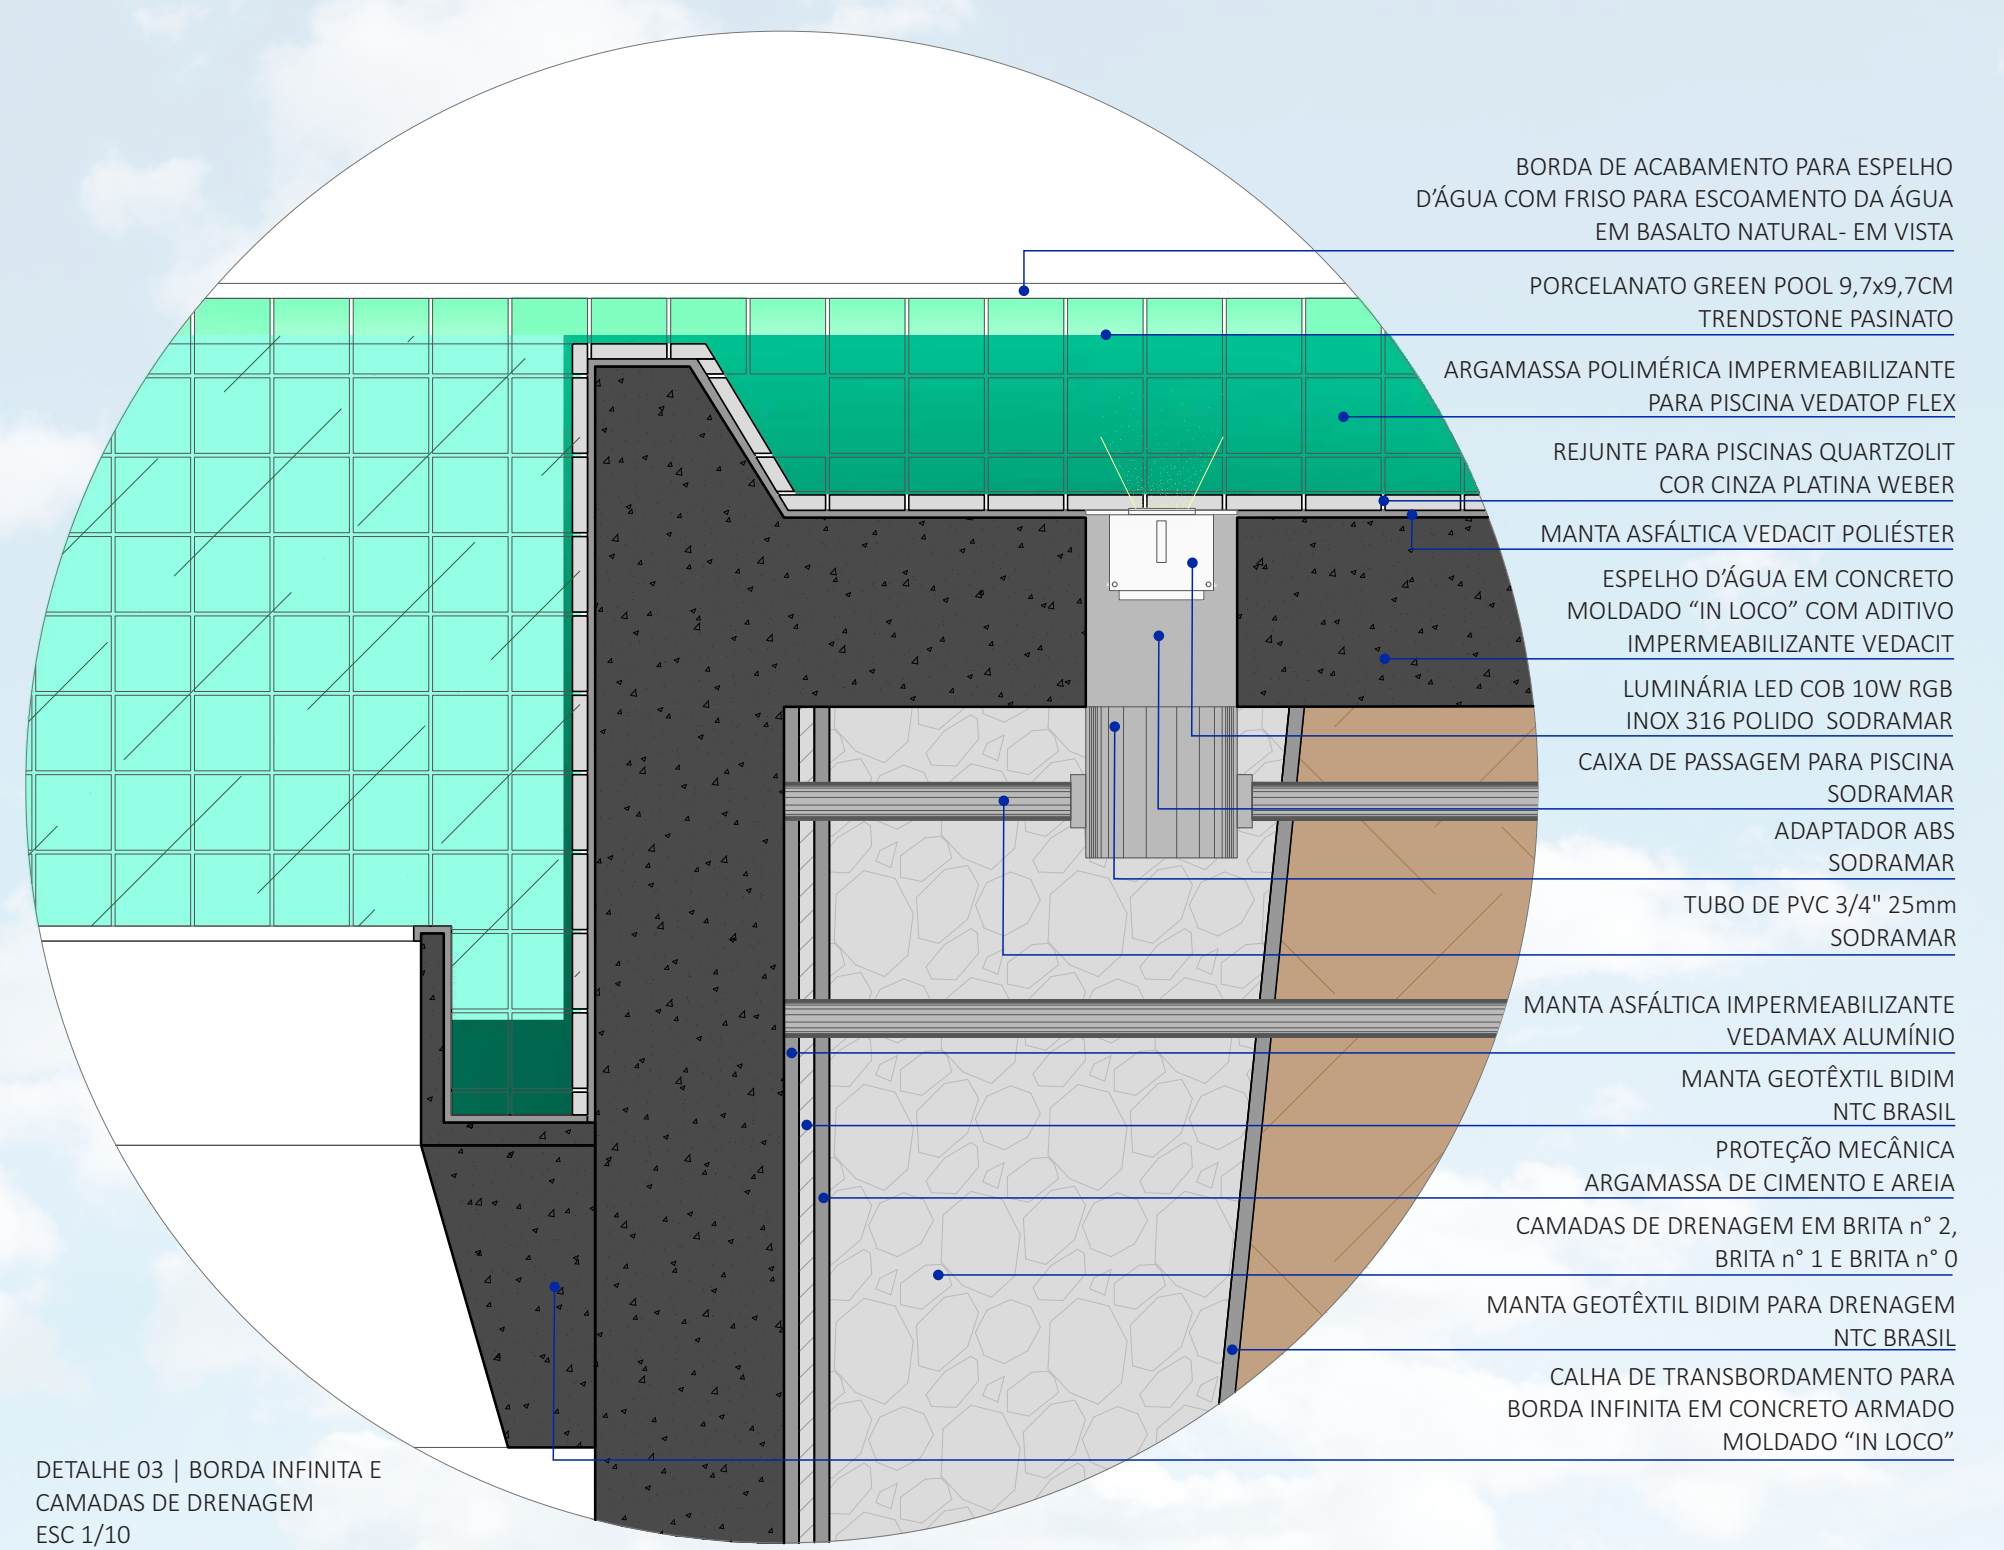 BORDA DE ACABAMENTO PARA ESPELHO
D'ÁGUA COM FRISO PARA ESCOAMENTO DA ÁGUA
EM BASALTO NATURAL- EM VISTA
PORCELANATO GREEN POOL 9,7x9,7CM
TRENDSTONE PASINATO
ARGAMASSA POLIMÉRICA IMPERMEABILIZANTE
PARA PISCINA VEDATOP FLEX
REJUNTE PARA PISCINAS QUARTZOLIT
COR CINZA PLATINA WEBER
MANTA ASFÁLTICA VEDACIT POLIÉSTER
ESPELHO D'ÁGUA EM CONCRETO
MOLDADO “IN LOCO” COM ADITIVO
IMPERMEABILIZANTE VEDACIT
LUMINÁRIA LED COB 10W RGB
INOX 316 POLIDO SODRAMAR
CAIXA DE PASSAGEM PARA PISCINA
SODRAMAR
ADAPTADOR ABS
SODRAMAR
TUBO DE PVC 3/4" 25mm
SODRAMAR
MANTA ASFÁLTICA IMPERMEABILIZANTE
VEDAMAX ALUMÍNIO
MANTA GEOTÊXTIL BIDIM
NTC BRASIL
PROTEÇÃO MECÂNICA
ARGAMASSA DE CIMENTO E AREIA
CAMADAS DE DRENAGEM EM BRITA n° 2,
BRITA n° 1 E BRITA n° 0
MANTA GEOTÊXTIL BIDIM PARA DRENAGEM
NTC BRASIL
CALHA DE TRANSBORDAMENTO PARA
BORDA INFINITA EM CONCRETO ARMADO
MOLDADO “IN LOCO”
DETALHE 03 | BORDA INFINITA E
CAMADAS DE DRENAGEM
ESC 1/10